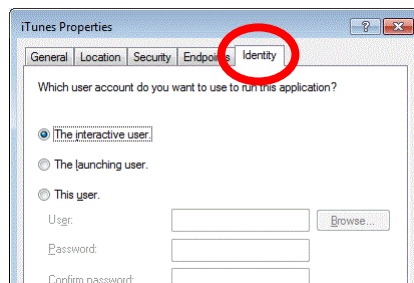 iTunes Properties
General Location Security Endpoints Identity
Which user account do you want to use to run this application?
The interactive user.
The launching user.
This user.
User: Browse...
Password:
Confirm password: